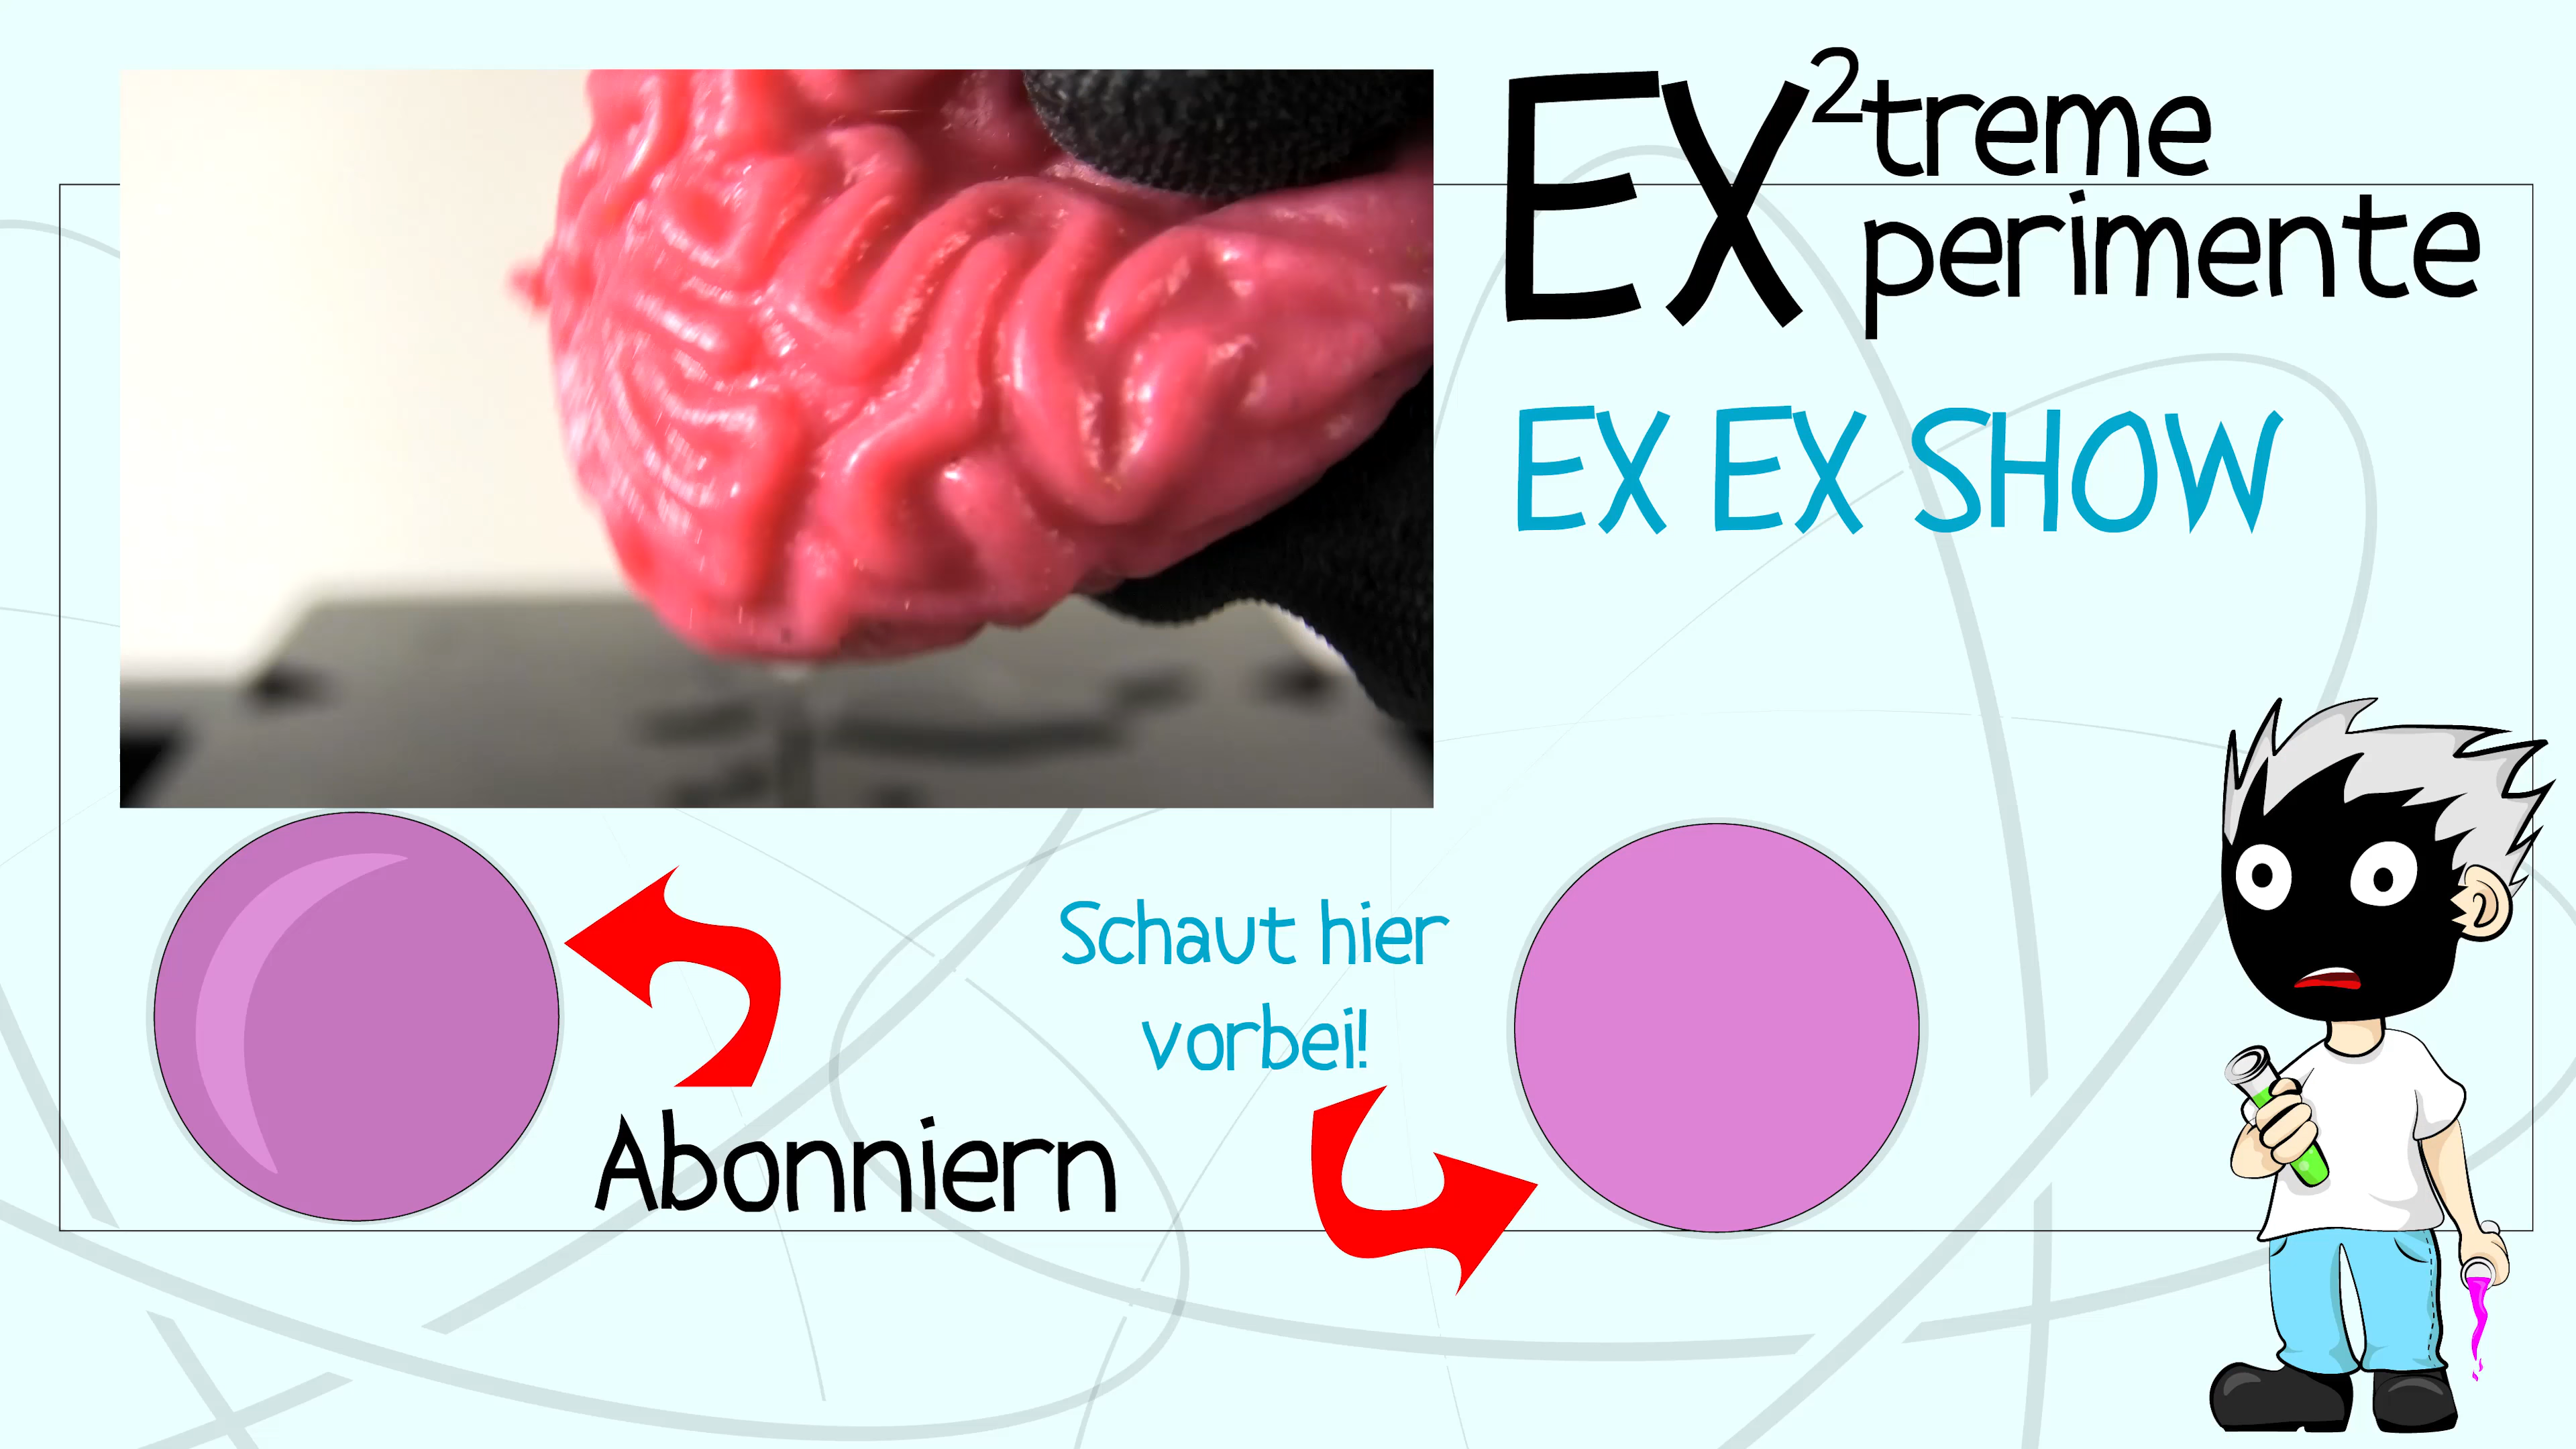 EX²treme
perimente
EX EX SHOW
Schaut hier
vorbei!
Abonniern